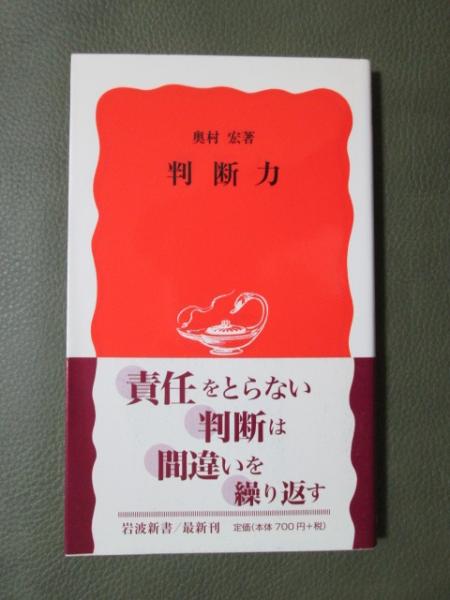 奥村 宏著
判断力
責任をとらない
判断は
間違いを
繰り返す
岩波新書/最新刊 定価(本体700円+税)